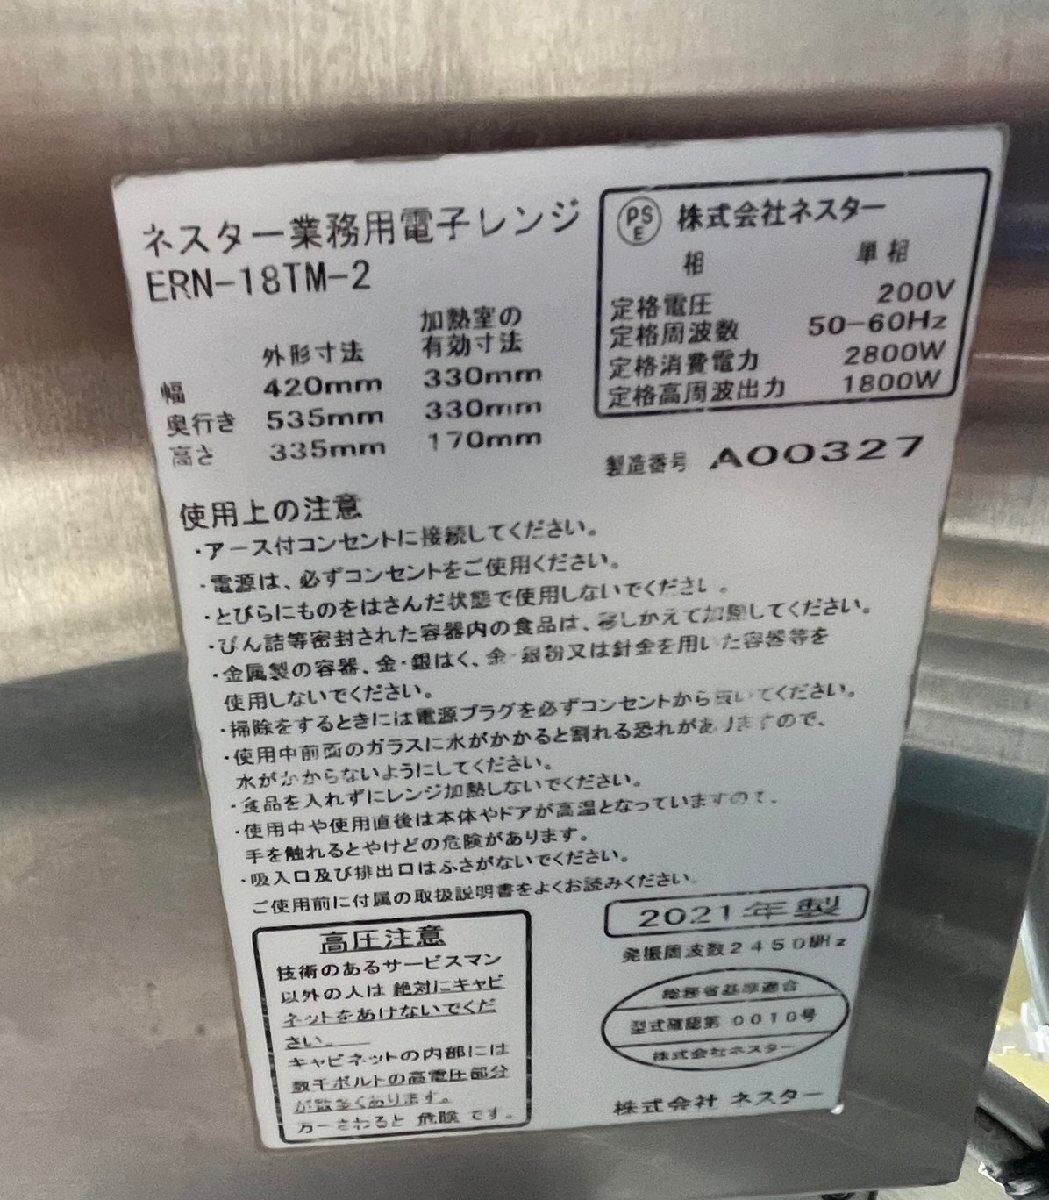 ネスター業務用電子レンジ
ERN-18TM-2
外形寸法 加熱室の有効寸法
幅 420mm 330mm
奥行き 535mm 330mm
高さ 335mm 170mm
PSE 株式会社ネスター
相 単相
定格電圧 200V
定格周波数 50-60Hz
定格消費電力 2800W
定格高周波出力 1800W
製造番号 A00327
使用上の注意
・アース付コンセントに接続してください。
・電源は、必ずコンセントをご使用ください。
・とびらにものをはさんだ状態で使用しないでください。
・びん詰等密封された容器内の食品は、移しかえて加熱してください。
・金属製の容器、金・銀はく、金・銀粉又は針金を用いた容器等を
使用しないでください。
・掃除をするときには電源プラグを必ずコンセントから抜いてください。
・使用中前面のガラスに水がかかると割れる恐れがありますので、
水がかからないようにしてください。
・食品を入れずにレンジ加熱しないでください。
・使用中や使用直後は本体やドアが高温となっていますので、
手を触れるとやけどの危険があります。
・吸入口及び排出口はふさがないでください。
ご使用前に付属の取扱説明書をよくお読みください。
高圧注意
技術のあるサービスマン
以外の人は 絶対にキャビ
ネットをあけないでくだ
さい。
キャビネットの内部には
数千ボルトの高電圧部分
が数多くあります。
万一さわると 危険 です。
2021年製
発振周波数2450MHz
総務省基準適合
型式確認第 0010号
株式会社ネスター
株式会社 ネスター